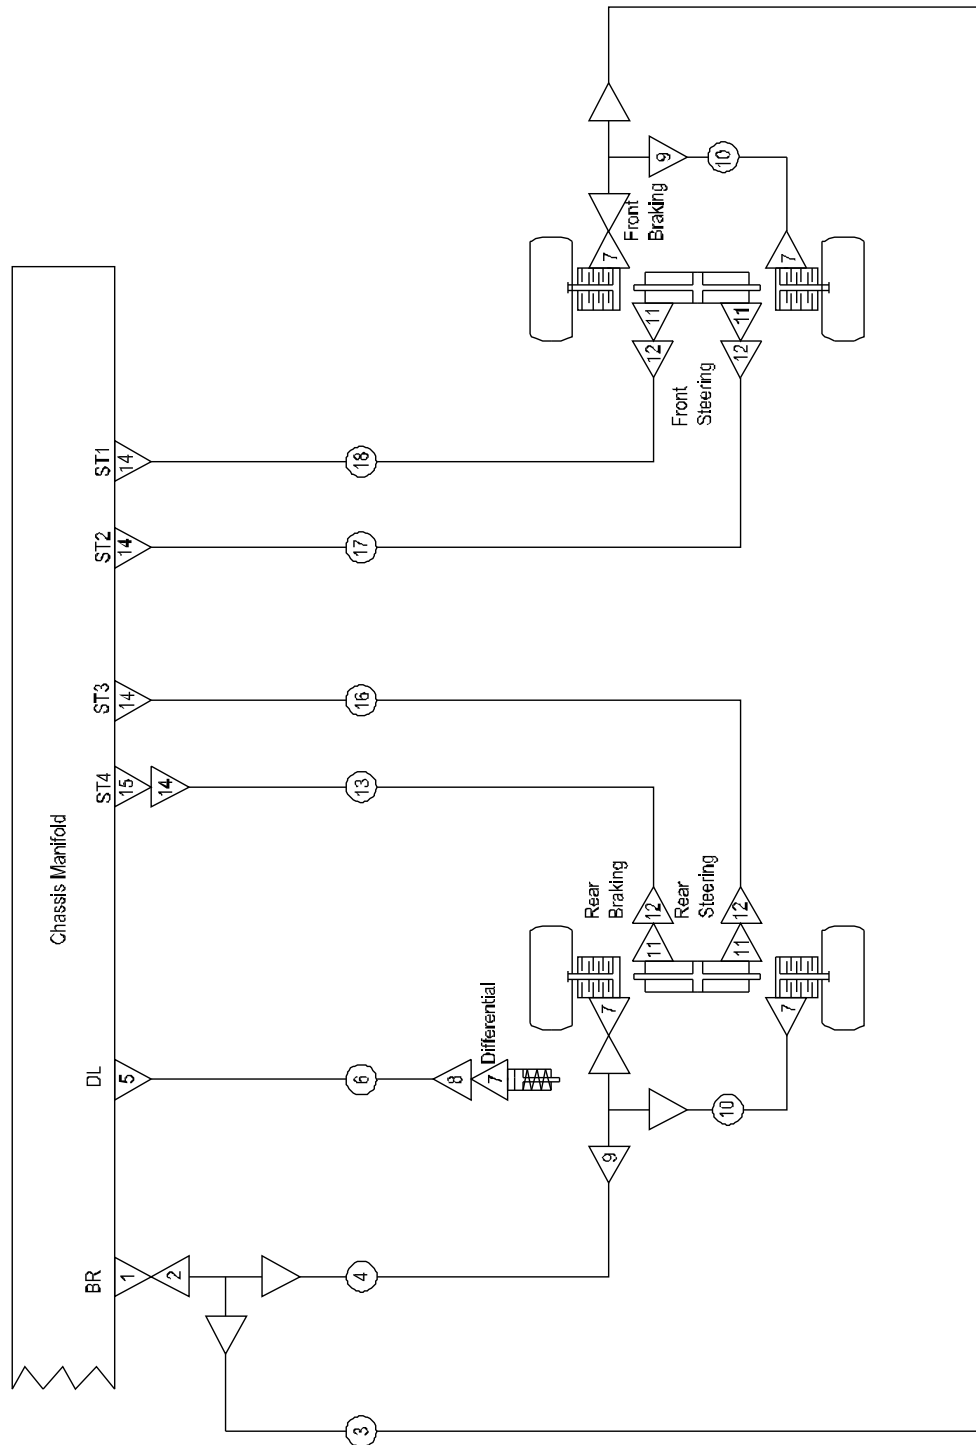 Chassis Manifold
BR
DL
ST4
ST3
ST2
ST1
1
2
5
15
14
14
14
14
3
4
6
13
16
17
18
8
7
Differential
9
10
7
7
Rear
Braking
11
12
11
12
Rear
Steering
Front
Steering
12
11
12
11
7
7
Front
Braking
9
10